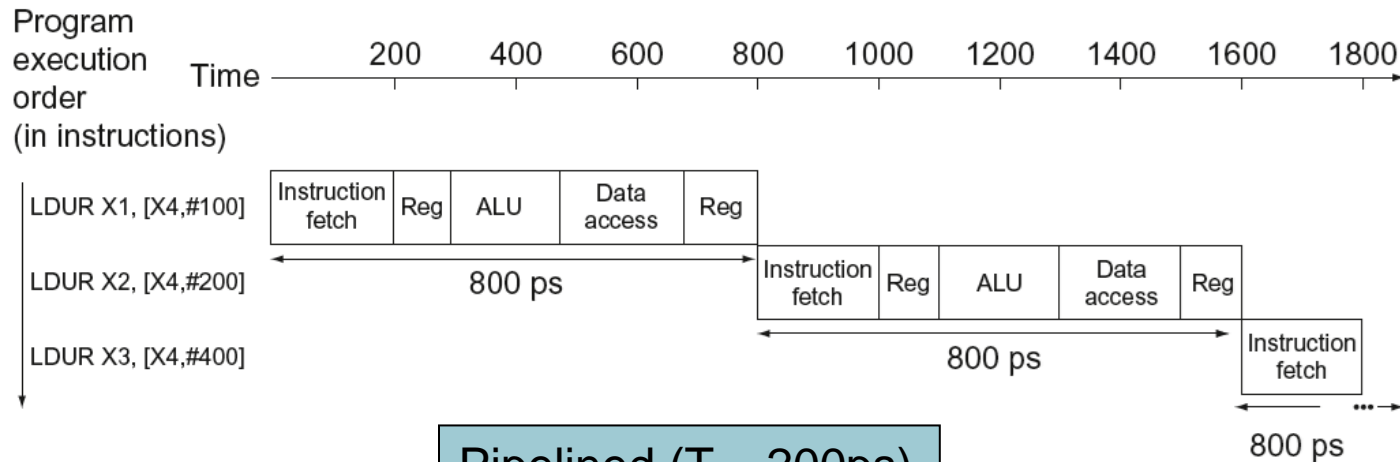 Program
execution
order
(in instructions)
Time
200 400 600 800 1000 1200 1400 1600 1800
LDUR X1, [X4,#100]
Instruction
fetch
Reg
ALU
Data
access
Reg
800 ps
LDUR X2, [X4,#200]
Instruction
fetch
Reg
ALU
Data
access
Reg
800 ps
LDUR X3, [X4,#400]
Instruction
fetch
...
800 ps
Pipelined (T
200ps)